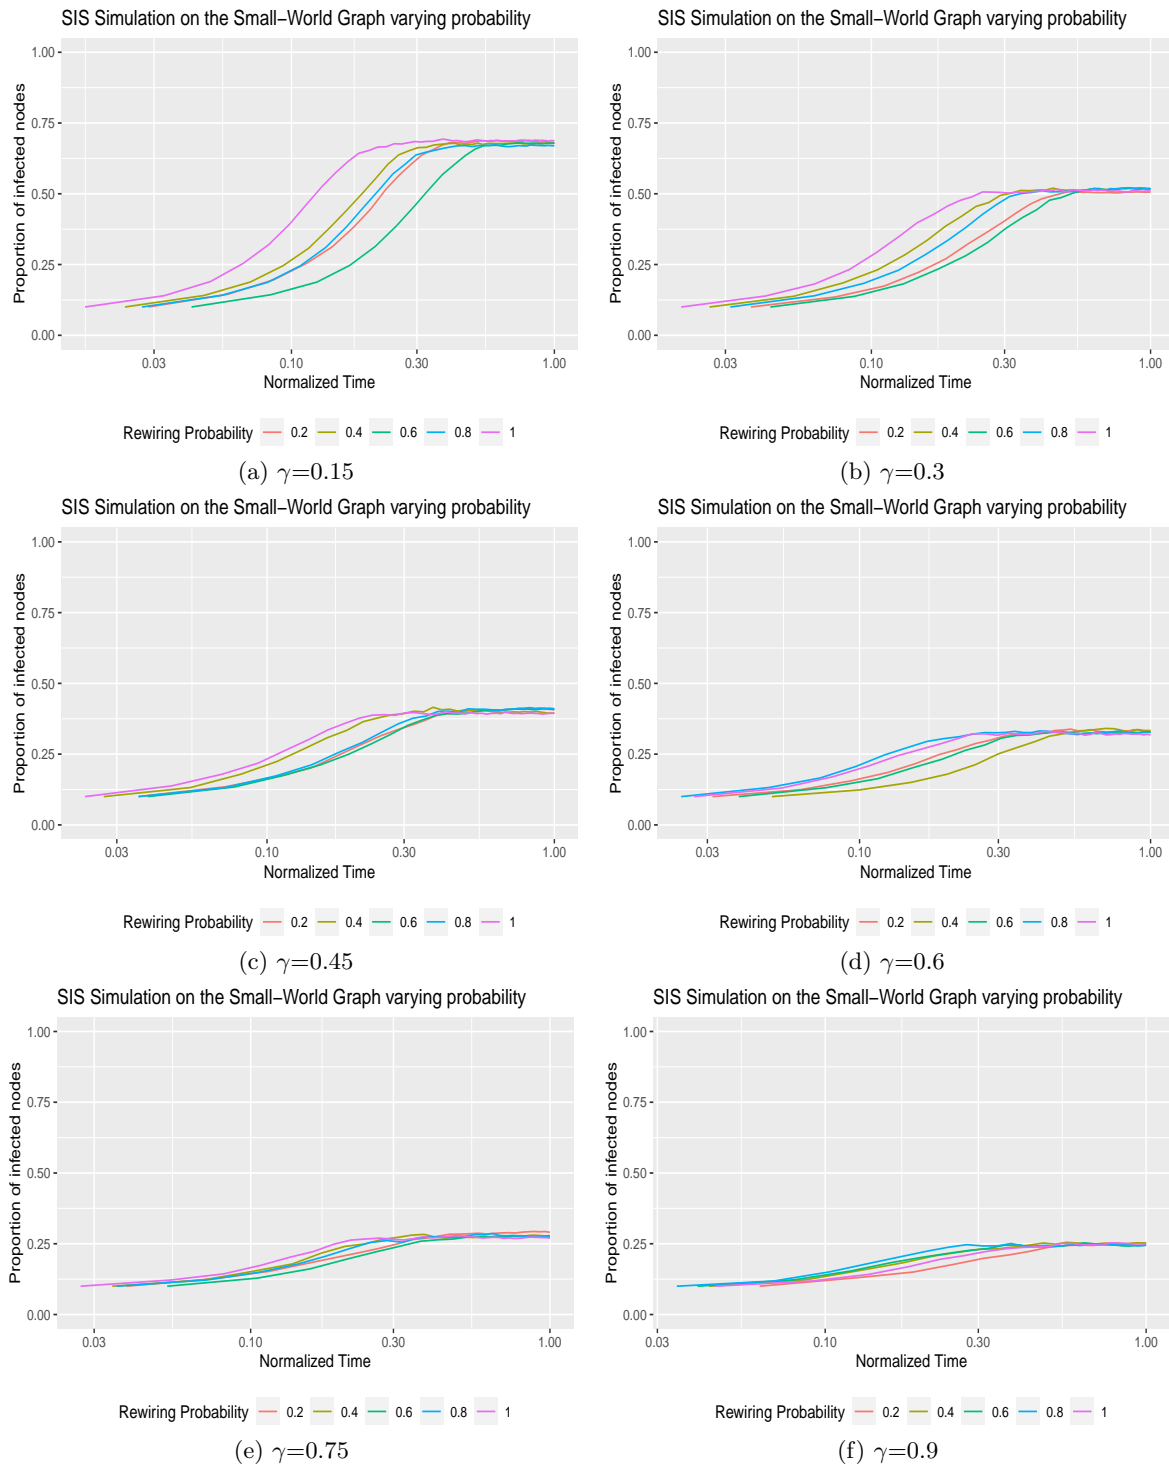 SIS Simulation on the Small−World Graph varying probability
Proportion of infected nodes
1.00
0.75
0.50
0.25
0.00
0.03 0.10 0.30 1.00
Normalized Time
Rewiring Probability 0.2 0.4 0.6 0.8 1
(a) γ=0.15
SIS Simulation on the Small−World Graph varying probability
Proportion of infected nodes
1.00
0.75
0.50
0.25
0.00
0.03 0.10 0.30 1.00
Normalized Time
Rewiring Probability 0.2 0.4 0.6 0.8 1
(b) γ=0.3
SIS Simulation on the Small−World Graph varying probability
Proportion of infected nodes
1.00
0.75
0.50
0.25
0.00
0.03 0.10 0.30 1.00
Normalized Time
Rewiring Probability 0.2 0.4 0.6 0.8 1
(c) γ=0.45
SIS Simulation on the Small−World Graph varying probability
Proportion of infected nodes
1.00
0.75
0.50
0.25
0.00
0.03 0.10 0.30 1.00
Normalized Time
Rewiring Probability 0.2 0.4 0.6 0.8 1
(d) γ=0.6
SIS Simulation on the Small−World Graph varying probability
Proportion of infected nodes
1.00
0.75
0.50
0.25
0.00
0.03 0.10 0.30 1.00
Normalized Time
Rewiring Probability 0.2 0.4 0.6 0.8 1
(e) γ=0.75
SIS Simulation on the Small−World Graph varying probability
Proportion of infected nodes
1.00
0.75
0.50
0.25
0.00
0.03 0.10 0.30 1.00
Normalized Time
Rewiring Probability 0.2 0.4 0.6 0.8 1
(f) γ=0.9